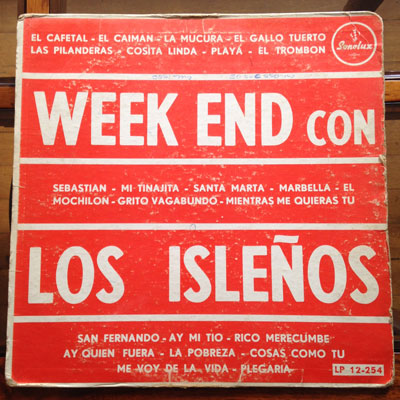 EL CAFETAL - EL CAIMAN - LA MUCURA - EL GALLO TUERTO
LAS PILANDERAS - COSITA LINDA - PLAYA - EL TROMBON
Sonolux
WEEK END CON
SEBASTIAN - MI TINAJITA - SANTA MARTA - MARBELLA - EL
MOCHILON - GRITO VAGABUNDO - MIENTRAS ME QUIERAS TU
LOS ISLEÑOS
SAN FERNANDO - AY MI TIO - RICO MERECUMBE
AY QUIEN FUERA - LA POBREZA - COSAS COMO TU
ME VOY DE LA VIDA - PLEGARIA
LP 12-254